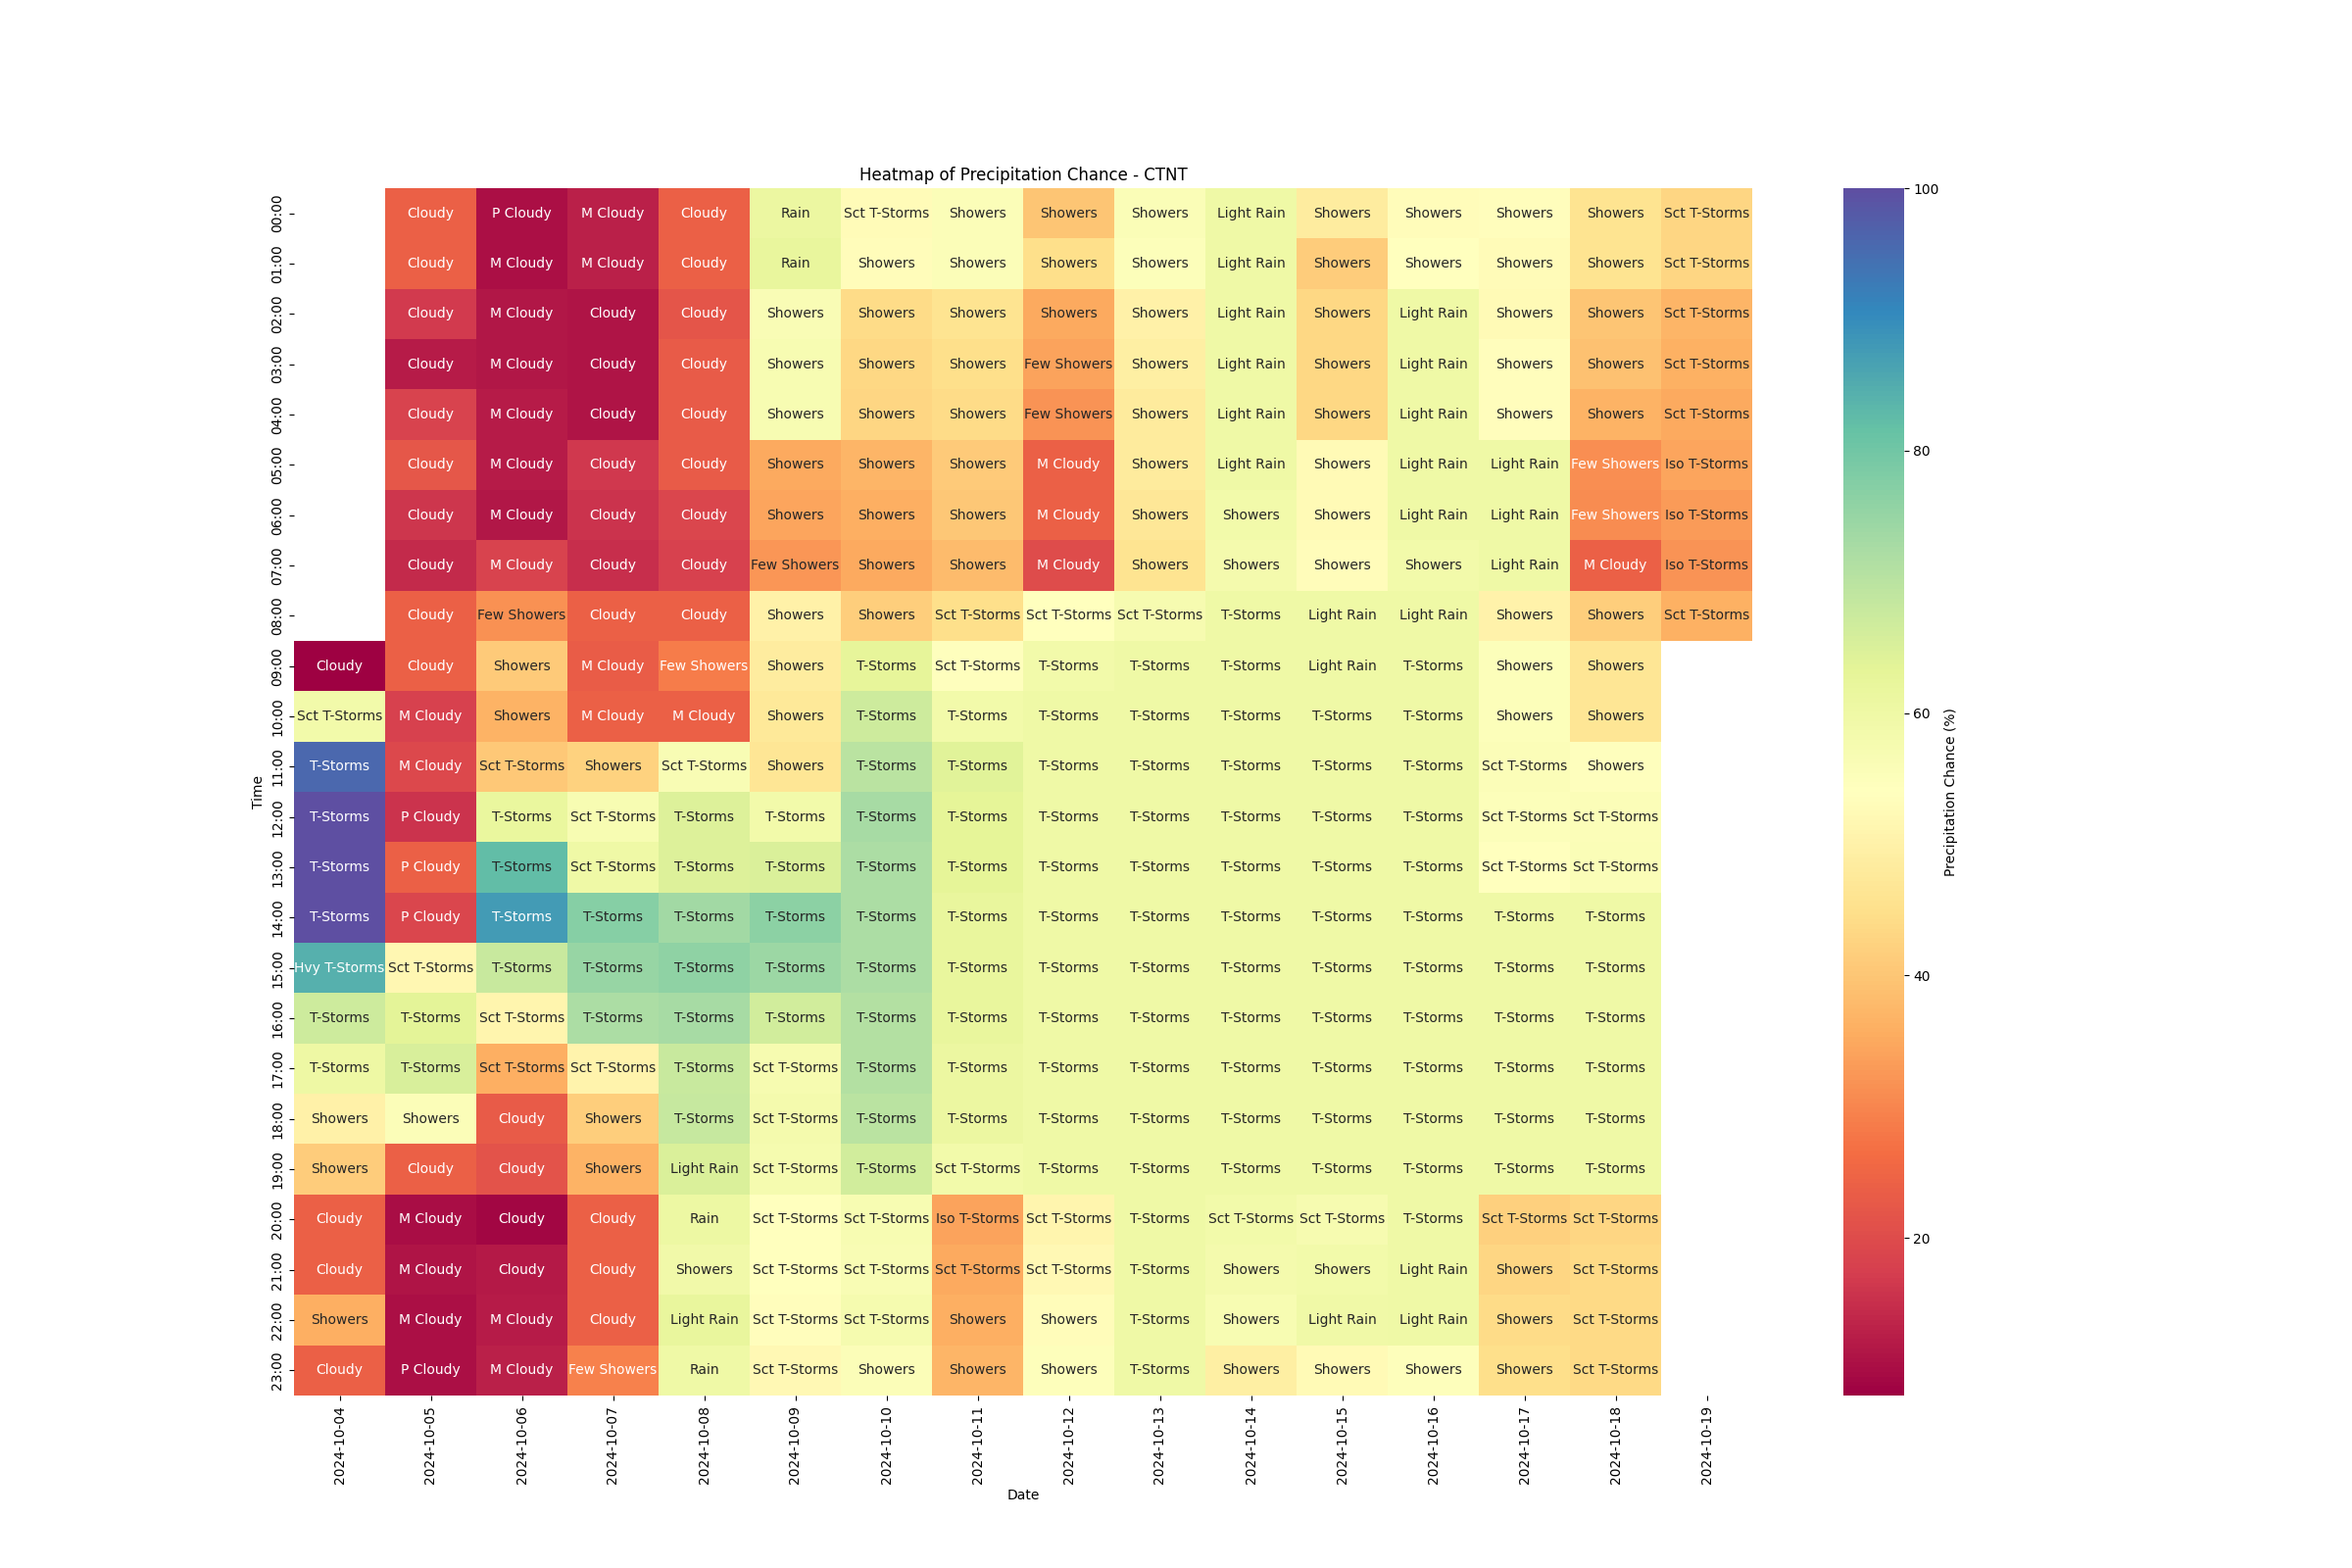 Heatmap of Precipitation Chance - CTNT
00:00 Cloudy P Cloudy M Cloudy Cloudy Rain Sct T-Storms Showers Showers Showers Light Rain Showers Showers Showers Showers Sct T-Storms
01:00 Cloudy M Cloudy M Cloudy Cloudy Rain Showers Showers Showers Showers Light Rain Showers Showers Showers Showers Sct T-Storms
02:00 Cloudy M Cloudy Cloudy Cloudy Showers Showers Showers Showers Showers Light Rain Showers Light Rain Showers Showers Sct T-Storms
03:00 Cloudy M Cloudy Cloudy Cloudy Showers Showers Showers Few Showers Showers Light Rain Showers Light Rain Showers Showers Sct T-Storms
04:00 Cloudy M Cloudy Cloudy Cloudy Showers Showers Showers Few Showers Showers Light Rain Showers Light Rain Showers Showers Sct T-Storms
05:00 Cloudy M Cloudy Cloudy Cloudy Showers Showers Showers M Cloudy Showers Light Rain Showers Light Rain Light Rain Few Showers Iso T-Storms
06:00 Cloudy M Cloudy Cloudy Cloudy Showers Showers Showers M Cloudy Showers Showers Showers Light Rain Light Rain Few Showers Iso T-Storms
07:00 Cloudy M Cloudy Cloudy Cloudy Few Showers Showers Showers M Cloudy Showers Showers Showers Showers Light Rain M Cloudy Iso T-Storms
08:00 Cloudy Few Showers Cloudy Cloudy Showers Showers Sct T-Storms Sct T-Storms Sct T-Storms T-Storms Light Rain Light Rain Showers Showers Sct T-Storms
09:00 Cloudy Cloudy Showers M Cloudy Few Showers Showers T-Storms Sct T-Storms T-Storms T-Storms T-Storms Light Rain T-Storms Showers Showers
10:00 Sct T-Storms M Cloudy Showers M Cloudy M Cloudy Showers T-Storms T-Storms T-Storms T-Storms T-Storms T-Storms T-Storms Showers Showers
11:00 T-Storms M Cloudy Sct T-Storms Showers Sct T-Storms Showers T-Storms T-Storms T-Storms T-Storms T-Storms T-Storms T-Storms Sct T-Storms Showers
12:00 T-Storms P Cloudy T-Storms Sct T-Storms T-Storms T-Storms T-Storms T-Storms T-Storms T-Storms T-Storms T-Storms T-Storms Sct T-Storms Sct T-Storms
13:00 T-Storms P Cloudy T-Storms Sct T-Storms T-Storms T-Storms T-Storms T-Storms T-Storms T-Storms T-Storms T-Storms T-Storms Sct T-Storms Sct T-Storms
14:00 T-Storms P Cloudy T-Storms T-Storms T-Storms T-Storms T-Storms T-Storms T-Storms T-Storms T-Storms T-Storms T-Storms T-Storms T-Storms
15:00 Hvy T-Storms Sct T-Storms T-Storms T-Storms T-Storms T-Storms T-Storms T-Storms T-Storms T-Storms T-Storms T-Storms T-Storms T-Storms T-Storms
16:00 T-Storms T-Storms Sct T-Storms T-Storms T-Storms T-Storms T-Storms T-Storms T-Storms T-Storms T-Storms T-Storms T-Storms T-Storms T-Storms
17:00 T-Storms T-Storms Sct T-Storms Sct T-Storms T-Storms Sct T-Storms T-Storms T-Storms T-Storms T-Storms T-Storms T-Storms T-Storms T-Storms T-Storms
18:00 Showers Showers Cloudy Showers T-Storms Sct T-Storms T-Storms T-Storms T-Storms T-Storms T-Storms T-Storms T-Storms T-Storms T-Storms
19:00 Showers Cloudy Cloudy Showers Light Rain Sct T-Storms T-Storms Sct T-Storms T-Storms T-Storms T-Storms T-Storms T-Storms T-Storms T-Storms
20:00 Cloudy M Cloudy Cloudy Cloudy Rain Sct T-Storms Sct T-Storms Iso T-Storms Sct T-Storms T-Storms Sct T-Storms Sct T-Storms T-Storms Sct T-Storms Sct T-Storms
21:00 Cloudy M Cloudy Cloudy Cloudy Showers Sct T-Storms Sct T-Storms Sct T-Storms Sct T-Storms T-Storms Showers Showers Light Rain Showers Sct T-Storms
22:00 Showers M Cloudy M Cloudy Cloudy Light Rain Sct T-Storms Sct T-Storms Showers Showers T-Storms Showers Light Rain Light Rain Showers Sct T-Storms
23:00 Cloudy P Cloudy M Cloudy Few Showers Rain Sct T-Storms Showers Showers Showers T-Storms Showers Showers Showers Showers Sct T-Storms
2024-10-04 2024-10-05 2024-10-06 2024-10-07 2024-10-08 2024-10-09 2024-10-10 2024-10-11 2024-10-12 2024-10-13 2024-10-14 2024-10-15 2024-10-16 2024-10-17 2024-10-18 2024-10-19
Date
Time
100
80
60
40
20
Precipitation Chance (%)